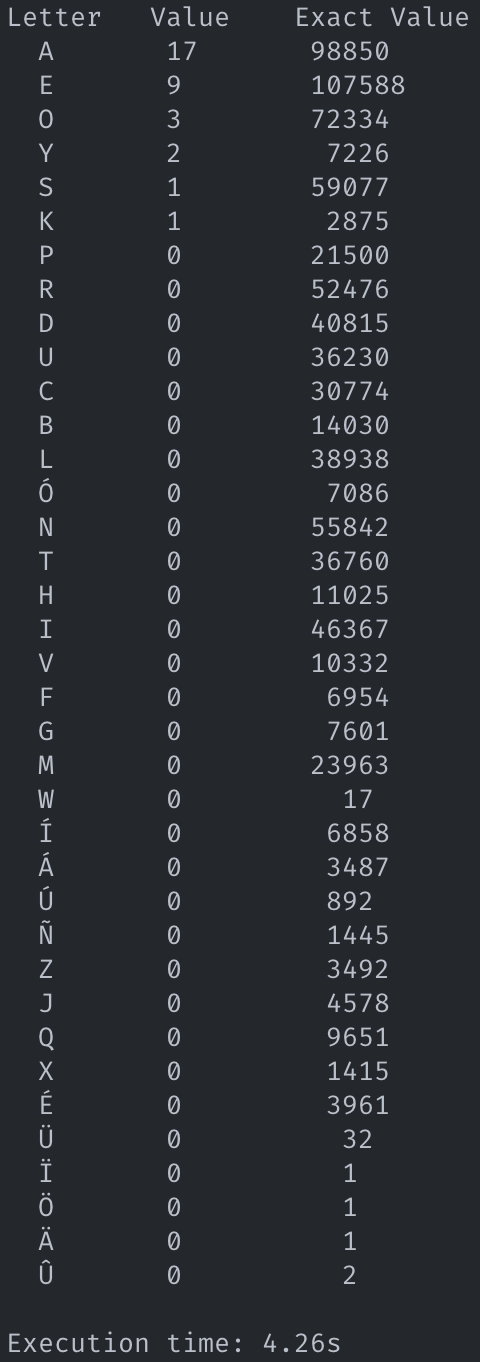 Letter Value Exact Value
A 17 98850
E 9 107588
O 3 72334
Y 2 7226
S 1 59077
K 1 2875
P 0 21500
R 0 52476
D 0 40815
U 0 36230
C 0 30774
B 0 14030
L 0 38938
Ó 0 7086
N 0 55842
T 0 36760
H 0 11025
I 0 46367
V 0 10332
F 0 6954
G 0 7601
M 0 23963
W 0 17
Í 0 6858
Á 0 3487
Ú 0 892
Ñ 0 1445
Z 0 3492
J 0 4578
Q 0 9651
X 0 1415
É 0 3961
Ü 0 32
Ï 0 1
Ö 0 1
Ä 0 1
Û 0 2
Execution time: 4.26s